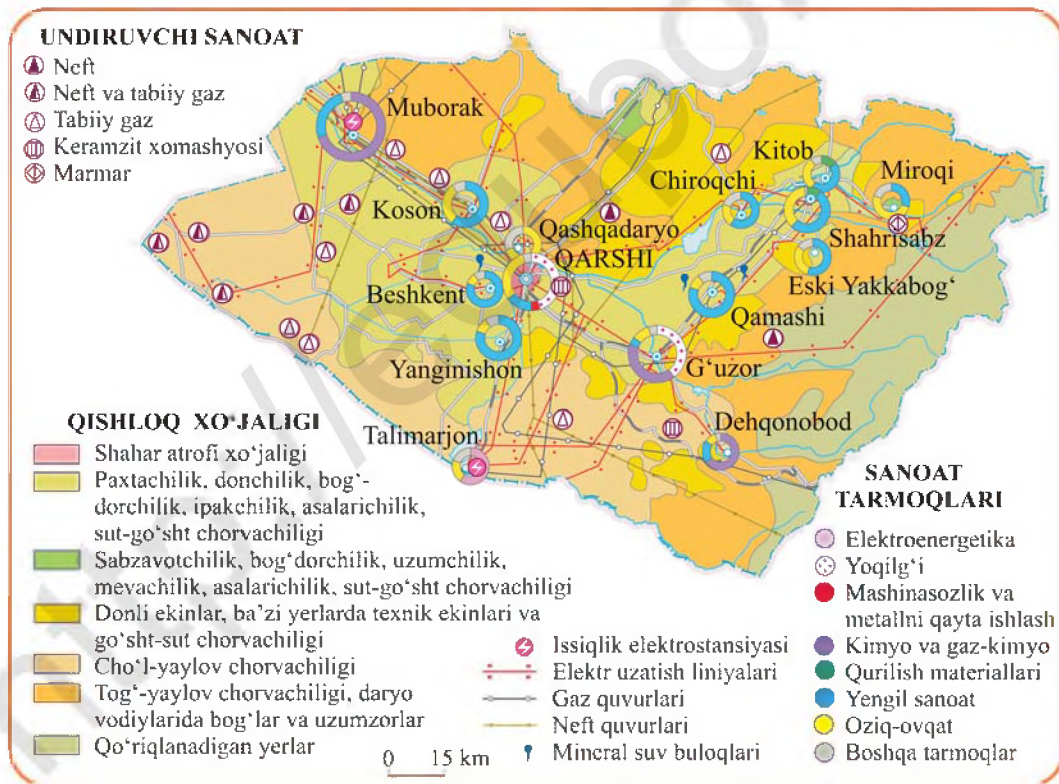 UNDIRUVCHI SANOAT
Neft
Neft va tabiiy gaz
Tabiiy gaz
Keramzit xomashyosi
Marmar
Muborak
Kitob
Miroqi
Chiroqchi
Koson
Qashqadaryo
Shahrisabz
QARSHI
Beshkent
Eski Yakkabog‘
Qamashi
Yanginishon
G‘uzor
Dehqonobod
Talimarjon
QISHLOQ XO‘JALIGI
Shahar atrofi xo‘jaligi
Paxtachilik, donchilik, bog‘-
dorchilik, ipakchilik, asalarichilik,
sut-go‘sht chorvachiligi
Sabzavotchilik, bog‘dorchilik, uzumchilik,
mevachilik, asalarichilik, sut-go‘sht chorvachiligi
Donli ekinlar, ba’zi yerlarda texnik ekinlari va
go‘sht-sut chorvachiligi
Cho‘l-yaylov chorvachiligi
Tog‘-yaylov chorvachiligi, daryo
vodiylarida bog‘lar va uzumzorlar
Qo‘riqlanadigan yerlar
0 15 km
Issiqlik elektrostansiyasi
Elektr uzatish liniyalari
Gaz quvurlari
Neft quvurlari
Mineral suv buloqlari
SANOAT
TARMOQLARI
Elektroenergetika
Yoqilg‘i
Mashinasozlik va
metallni qayta ishlash
Kimyo va gaz-kimyo
Qurilish materiallari
Yengil sanoat
Oziq-ovqat
Boshqa tarmoqlar